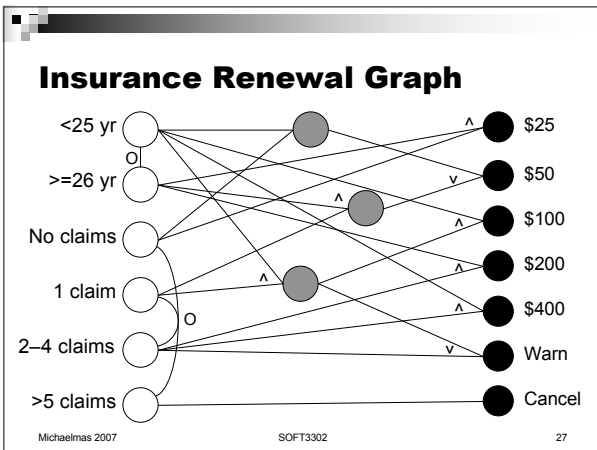 Insurance Renewal Graph
<25 yr
^
$25
O
>=26 yr
^
v
$50
No claims
^
$100
1 claim
^
^
$200
O
^
$400
2–4 claims
v
Warn
>5 claims
Cancel
Michaelmas 2007
SOFT3302
27